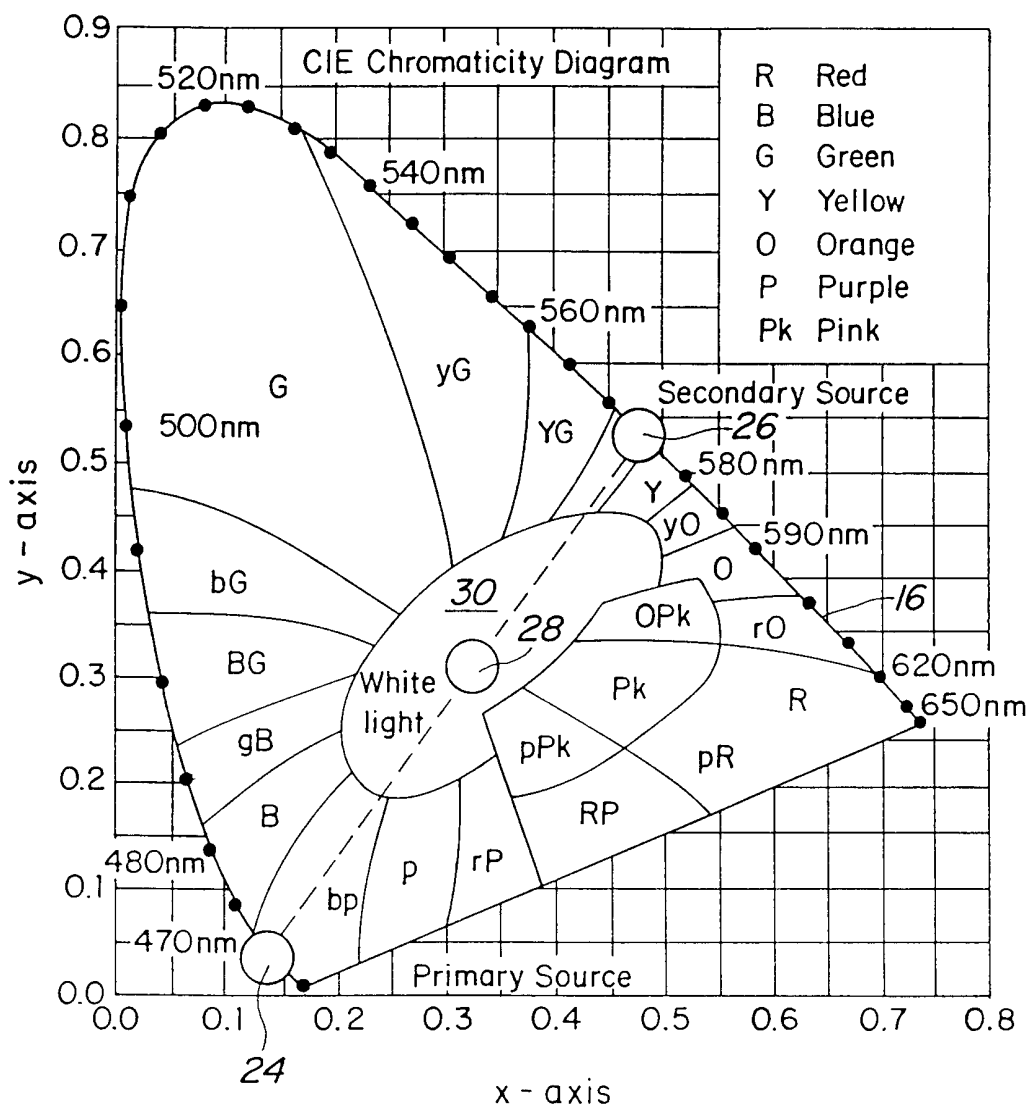 CIE Chromaticity Diagram
R Red
B Blue
G Green
Y Yellow
O Orange
P Purple
Pk Pink
y-axis
0.9
0.8
0.7
0.6
0.5
0.4
0.3
0.2
0.1
0.0
520nm
540nm
560nm
500nm
G
yG
YG
Secondary Source
26
580nm
Y
yO
590nm
O
16
bG
30
28
OPk
rO
620nm
BG
White
light
Pk
R
650nm
gB
pPk
pR
B
RP
480nm
rP
p
bp
470nm
Primary Source
0.0 0.1 0.2 0.3 0.4 0.5 0.6 0.7 0.8
24
x-axis